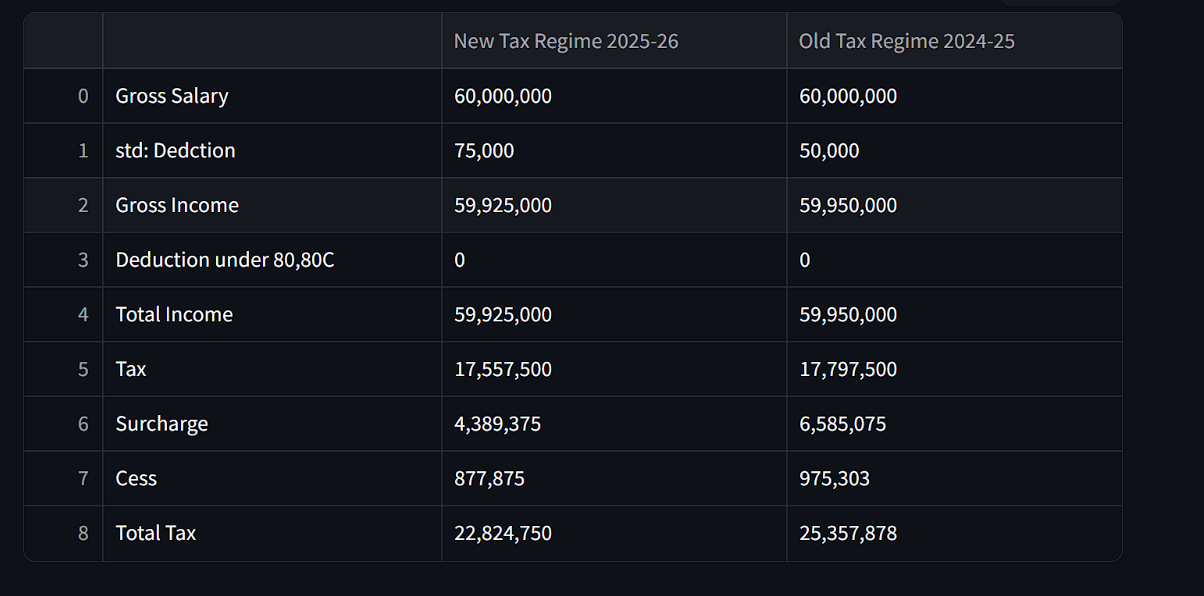 New Tax Regime 2025-26 Old Tax Regime 2024-25
0 Gross Salary 60,000,000 60,000,000
1 std: Dedction 75,000 50,000
2 Gross Income 59,925,000 59,950,000
3 Deduction under 80,80C 0 0
4 Total Income 59,925,000 59,950,000
5 Tax 17,557,500 17,797,500
6 Surcharge 4,389,375 6,585,075
7 Cess 877,875 975,303
8 Total Tax 22,824,750 25,357,878